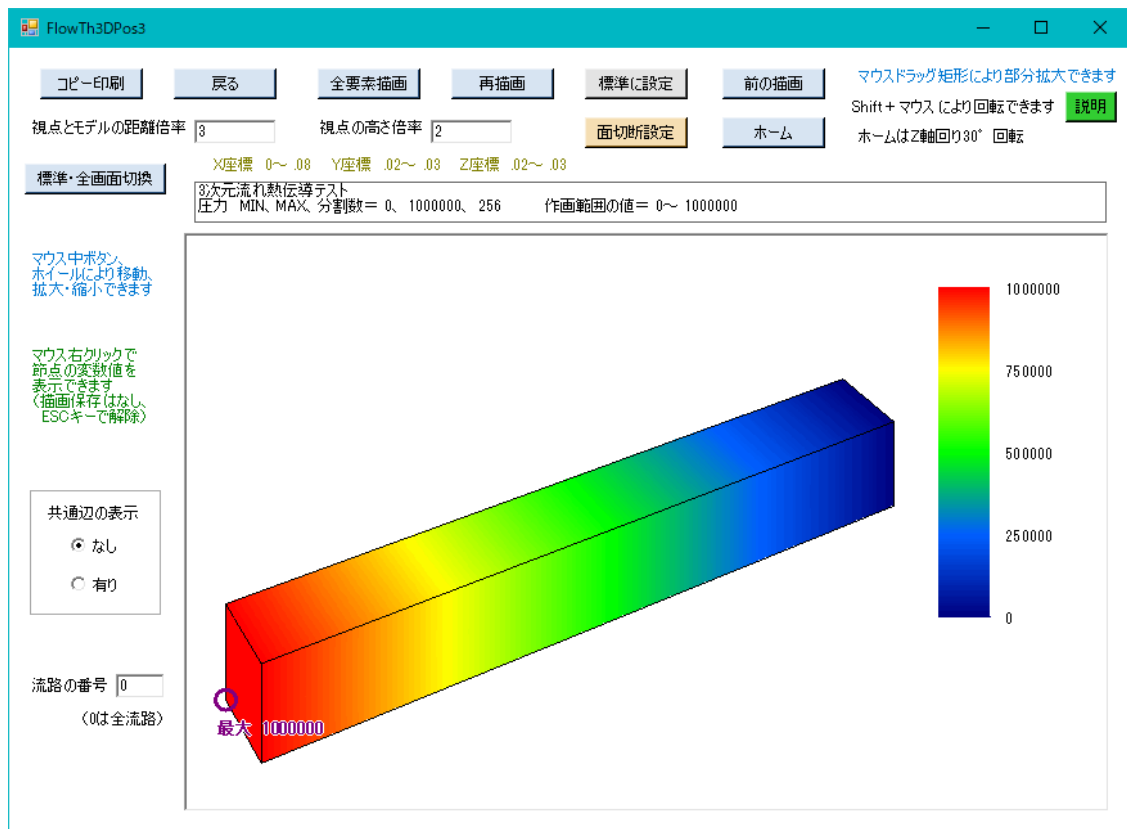 FlowTh3DPos3
コピー印刷
戻る
全要素描画
再描画
標準に設定
前の描画
マウスドラッグ矩形により部分拡大できます
Shift+マウスにより回転できます
説明
視点とモデルの距離倍率 3
視点の高さ倍率 2
面切断設定
ホーム
ホームはZ軸回り30° 回転
標準・全画面切換
X座標 0～ .08 Y座標 .02～ .03 Z座標 .02～ .03
3次元流れ熱伝導テスト
圧力 MIN、MAX、分割数= 0、 1000000、 256 作画範囲の値= 0～ 1000000
マウス中ボタン、
ホイールにより移動、
拡大・縮小できます
マウス右クリックで
節点の変数値を
表示できます
(描画保存はなし、
ESCキーで解除)
共通辺の表示
なし
有り
流路の番号 0
(0は全流路)
最大 1000000
1000000
750000
500000
250000
0